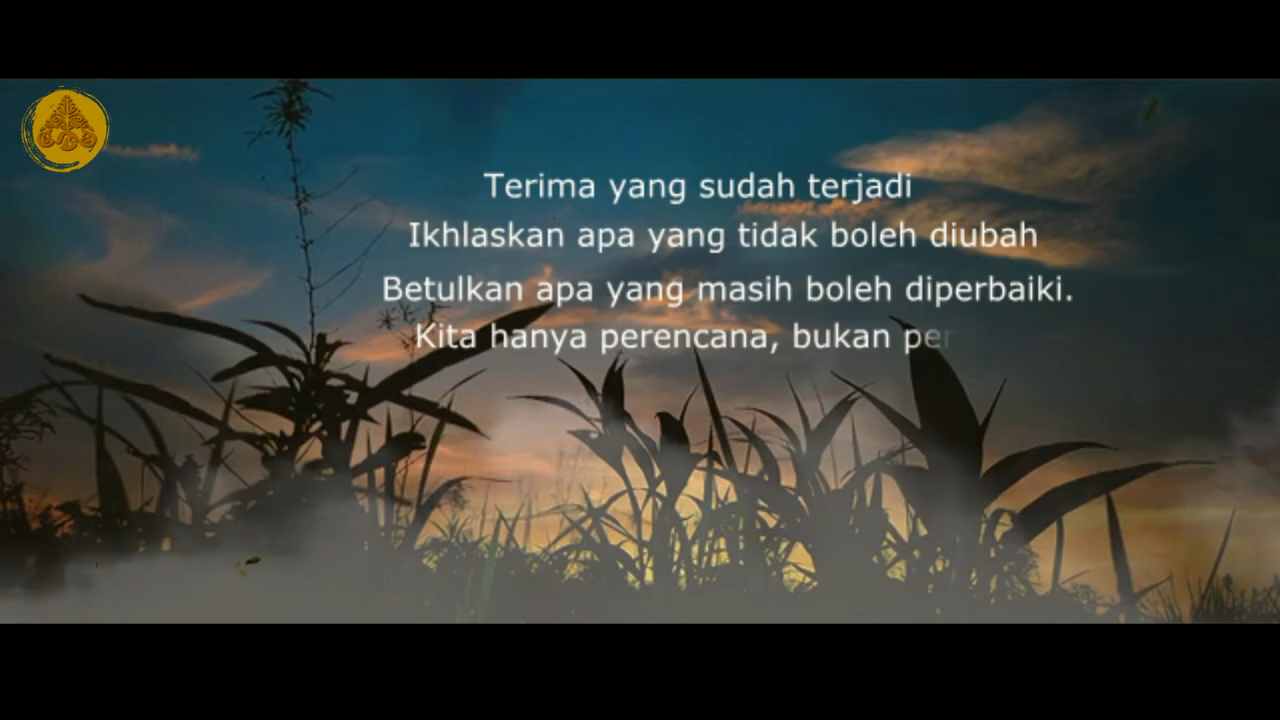 Terima yang sudah terjadi
Ikhlaskan apa yang tidak boleh diubah
Betulkan apa yang masih boleh diperbaiki.
Kita hanya perencana, bukan